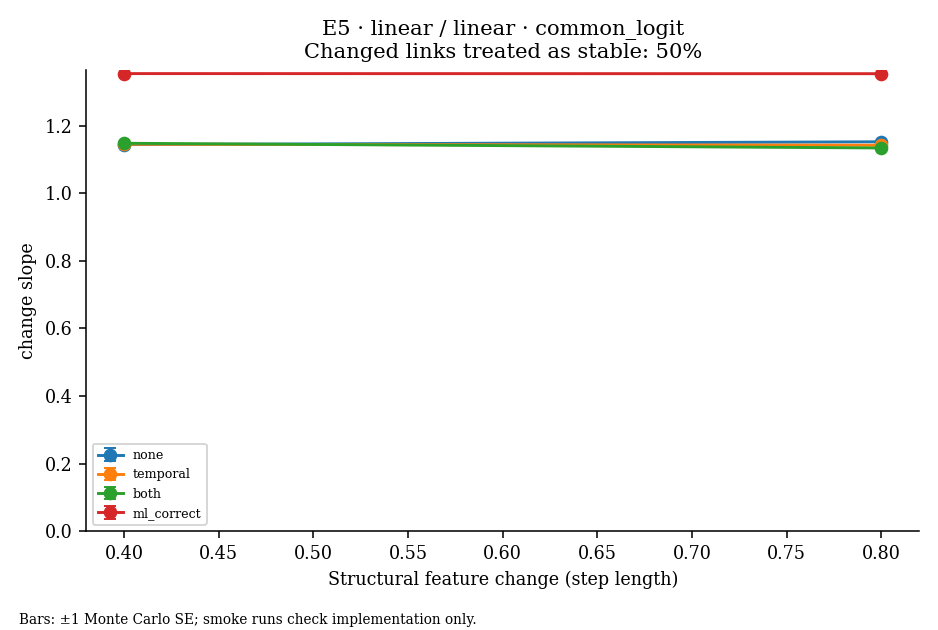 E5 · linear / linear · common_logit
Changed links treated as stable: 50%
change slope
1.2
1.0
0.8
0.6
0.4
0.2
0.0
none
temporal
both
ml_correct
0.40 0.45 0.50 0.55 0.60 0.65 0.70 0.75 0.80
Structural feature change (step length)
Bars: ±1 Monte Carlo SE; smoke runs check implementation only.